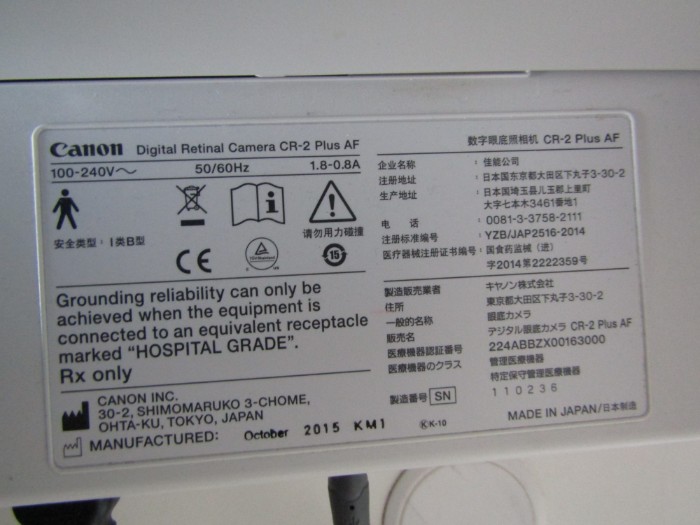 Canon Digital Retinal Camera CR-2 Plus AF
100-240V～ 50/60Hz 1.8-0.8A
安全类型：I类B型
请勿用力碰撞
CE
15
Grounding reliability can only be
achieved when the equipment is
connected to an equivalent receptacle
marked "HOSPITAL GRADE".
Rx only
CANON INC.
30-2, SHIMOMARUKO 3-CHOME,
OHTA-KU, TOKYO, JAPAN
MANUFACTURED: October 2015 KM1
数字眼底照相机 CR-2 Plus AF
企业名称 ：佳能公司
注册地址 ：日本国东京都大田区下丸子3-30-2
生产地址 ：日本国埼玉县儿玉郡上里町
大字七本木3461番地1
电 话 ：0081-3-3758-2111
注册标准编号 ：YZB/JAP2516-2014
医疗器械注册证书编号：国食药监械（进）
字2014第2222359号
製造販売業者 キヤノン株式会社
住所 東京都大田区下丸子3-30-2
一般的名称 眼底カメラ
販売名 デジタル眼底カメラ CR-2 Plus AF
医療機器認証番号 224ABBZX00163000
医療機器のクラス 管理医療機器
特定保守管理医療機器
製造番号 SN 110236
K K-10
MADE IN JAPAN/日本制造